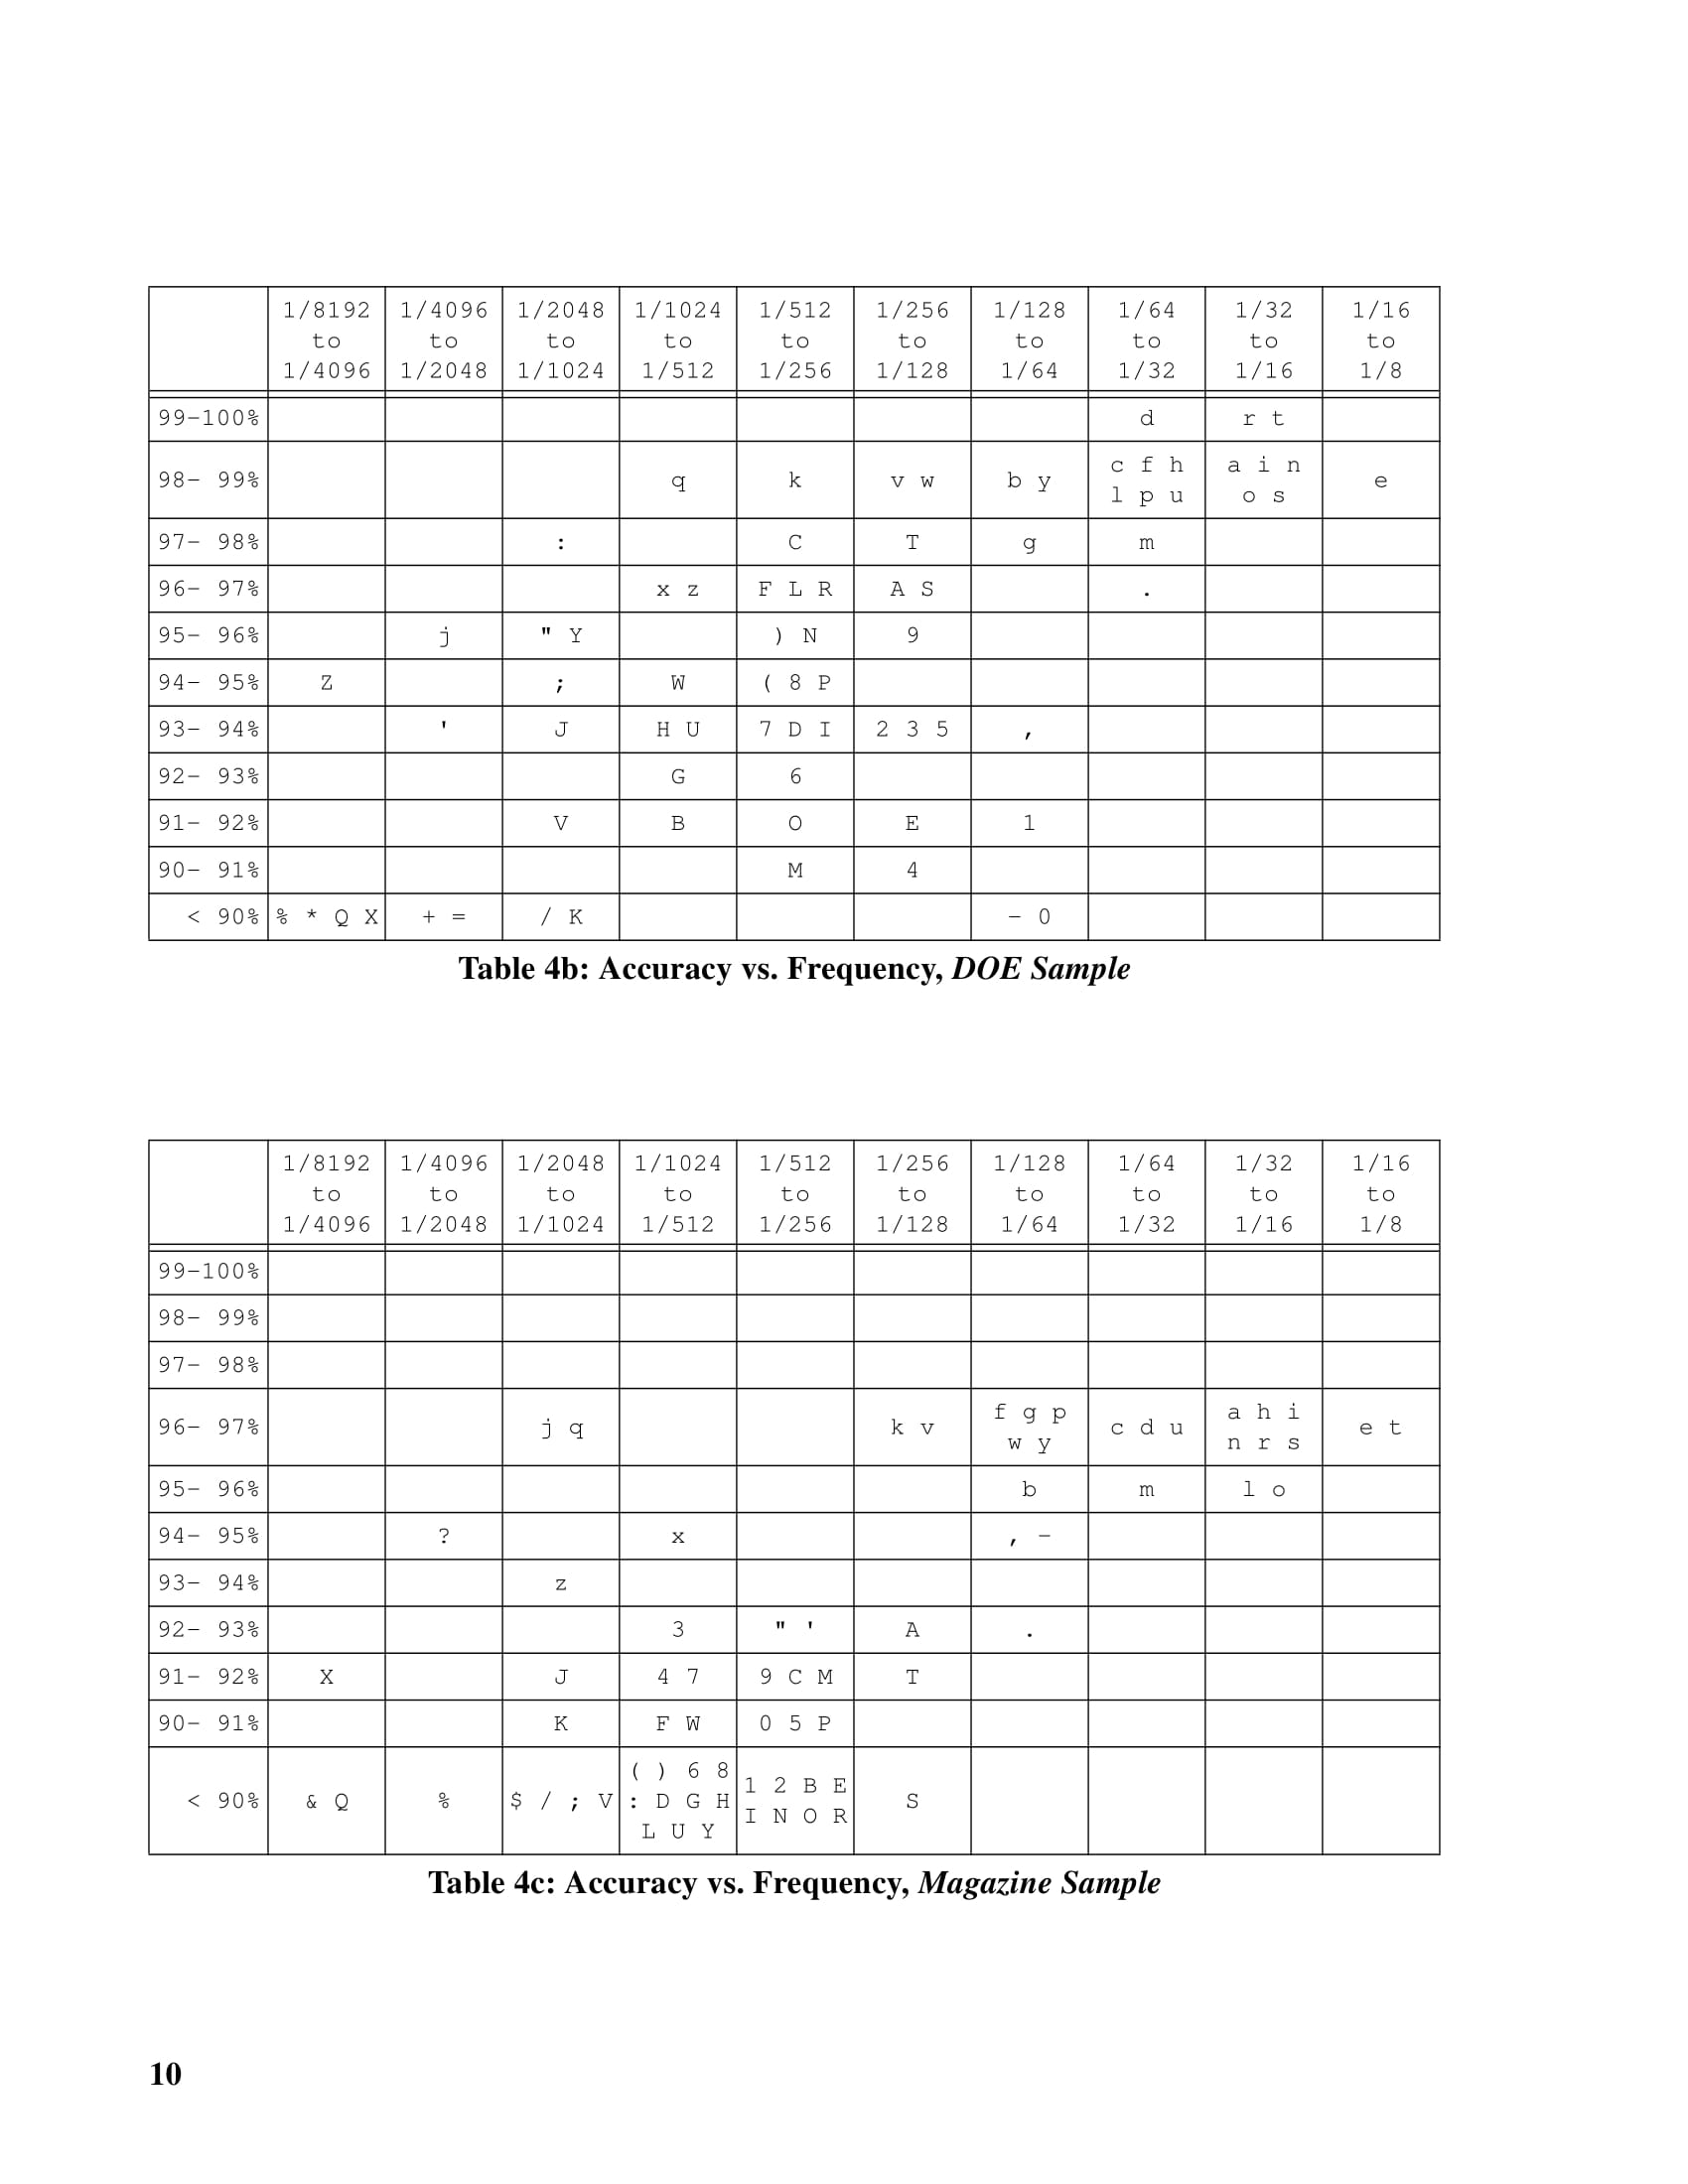 1/8192 1/4096 1/2048 1/1024 1/512 1/256 1/128 1/64 1/32 1/16
to to to to to to to to to to
1/4096 1/2048 1/1024 1/512 1/256 1/128 1/64 1/32 1/16 1/8
99-100% d r t
98- 99% q k v w b y c f h l p u a i n o s e
97- 98% : C T g m
96- 97% x z F L R A S .
95- 96% j " Y ) N 9
94- 95% Z ; W ( 8 P
93- 94% ' J H U 7 D I 2 3 5 ,
92- 93% G 6
91- 92% V B O E 1
90- 91% M 4
< 90% % * Q X + = / K - 0
Table 4b: Accuracy vs. Frequency, DOE Sample
1/8192 1/4096 1/2048 1/1024 1/512 1/256 1/128 1/64 1/32 1/16
to to to to to to to to to to
1/4096 1/2048 1/1024 1/512 1/256 1/128 1/64 1/32 1/16 1/8
99-100%
98- 99%
97- 98%
96- 97% j q k v f g p w y c d u a h i n r s e t
95- 96% b m l o
94- 95% ? x , -
93- 94% z
92- 93% 3 " ' A .
91- 92% X J 4 7 9 C M T
90- 91% K F W 0 5 P
< 90% & Q % $ / ; V ( ) 6 8 : D G H L U Y 1 2 B E I N O R S
Table 4c: Accuracy vs. Frequency, Magazine Sample
10